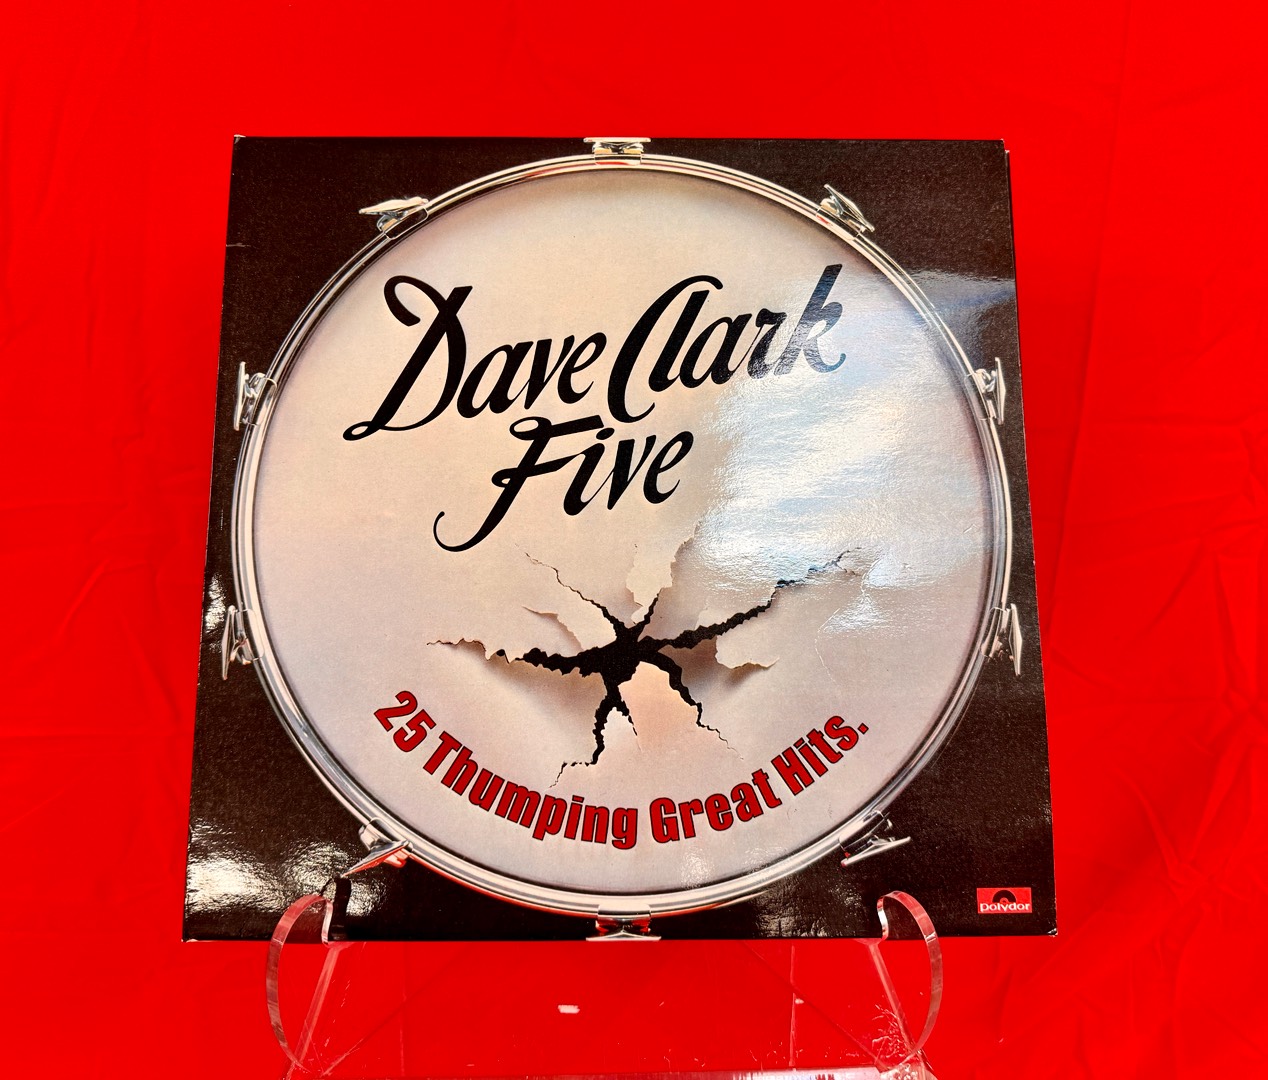 Dave Clark
Five
25 Thumping Great Hits.
polydor